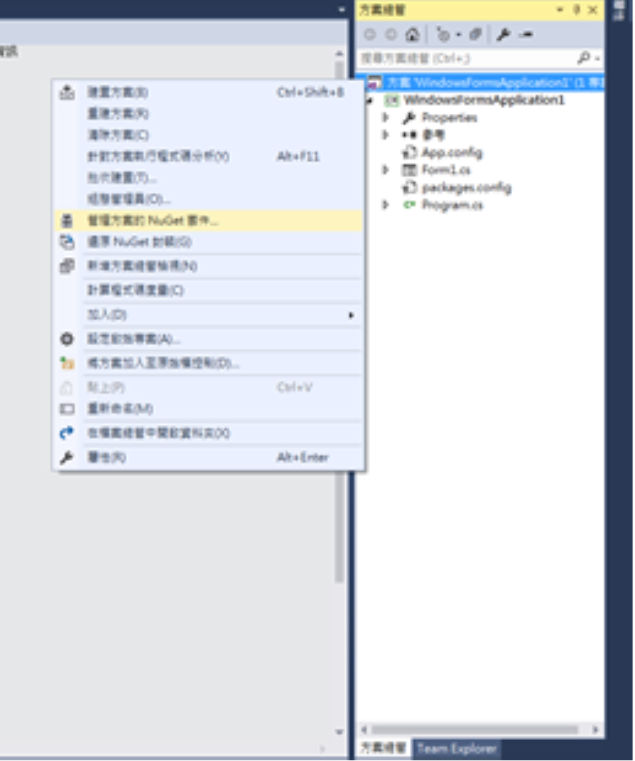 方案總管
搜尋方案總管 (Ctrl+;)
方案 'WindowsFormsApplication1' (1
WindowsFormsApplication1
Properties
參考
App.config
Form1.cs
packages.config
Program.cs
建置方案(B) Ctrl+Shift+B
重建方案(R)
清除方案(C)
針對方案執行程式碼分析(Y) Alt+F11
批次建置(T)...
組態管理員(O)...
管理方案的 NuGet 套件...
還原 NuGet 封裝(G)
新增方案總管檢視(N)
計算程式碼度量(C)
加入(D)
設定啟始專案(A)...
將方案加入至原始檔控制(D)...
貼上(P) Ctrl+V
重新命名(M)
在檔案總管中開啟資料夾(X)
屬性(R) Alt+Enter
方案總管 Team Explorer